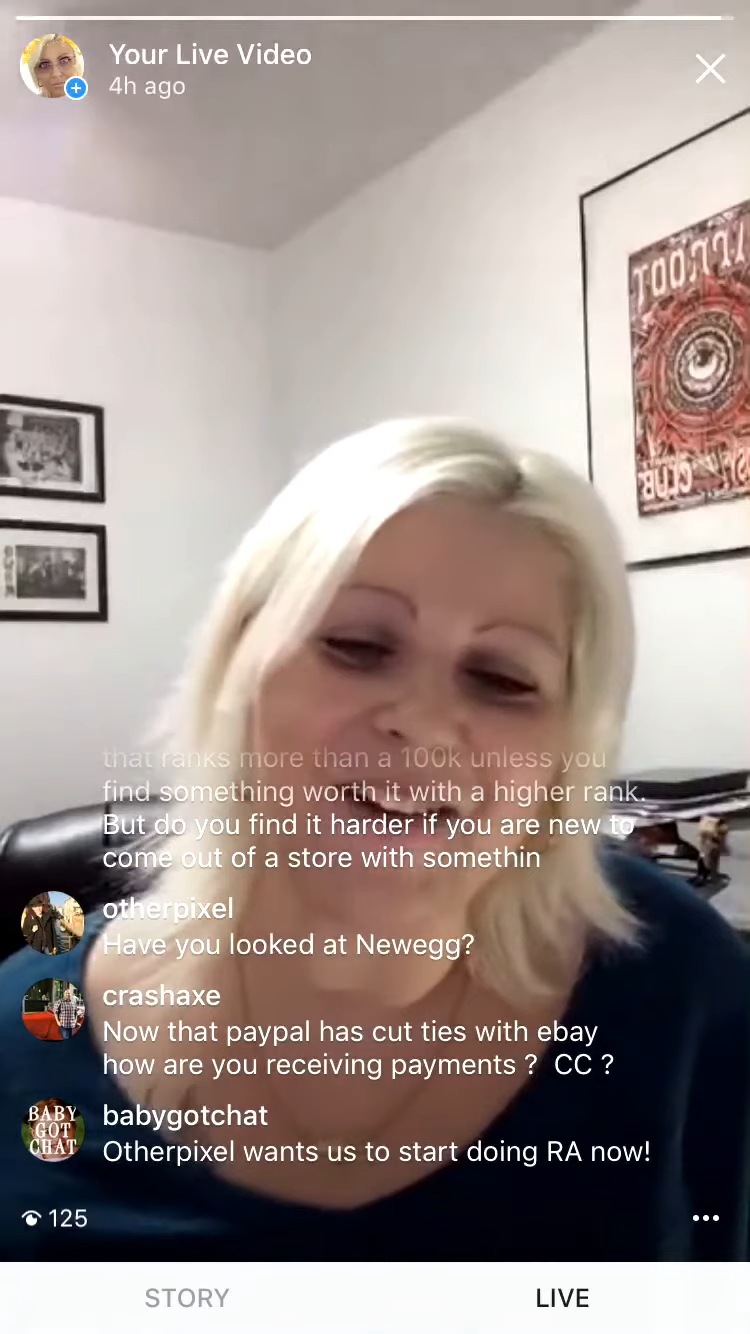 Your Live Video
4h ago
that ranks more than a 100k unless you
find something worth it with a higher rank.
But do you find it harder if you are new to
come out of a store with somethin
otherpixel
Have you looked at Newegg?
crashaxe
Now that paypal has cut ties with ebay
how are you receiving payments ?  CC ?
BABY
GOT
CHAT
babygotchat
Otherpixel wants us to start doing RA now!
125
STORY
LIVE